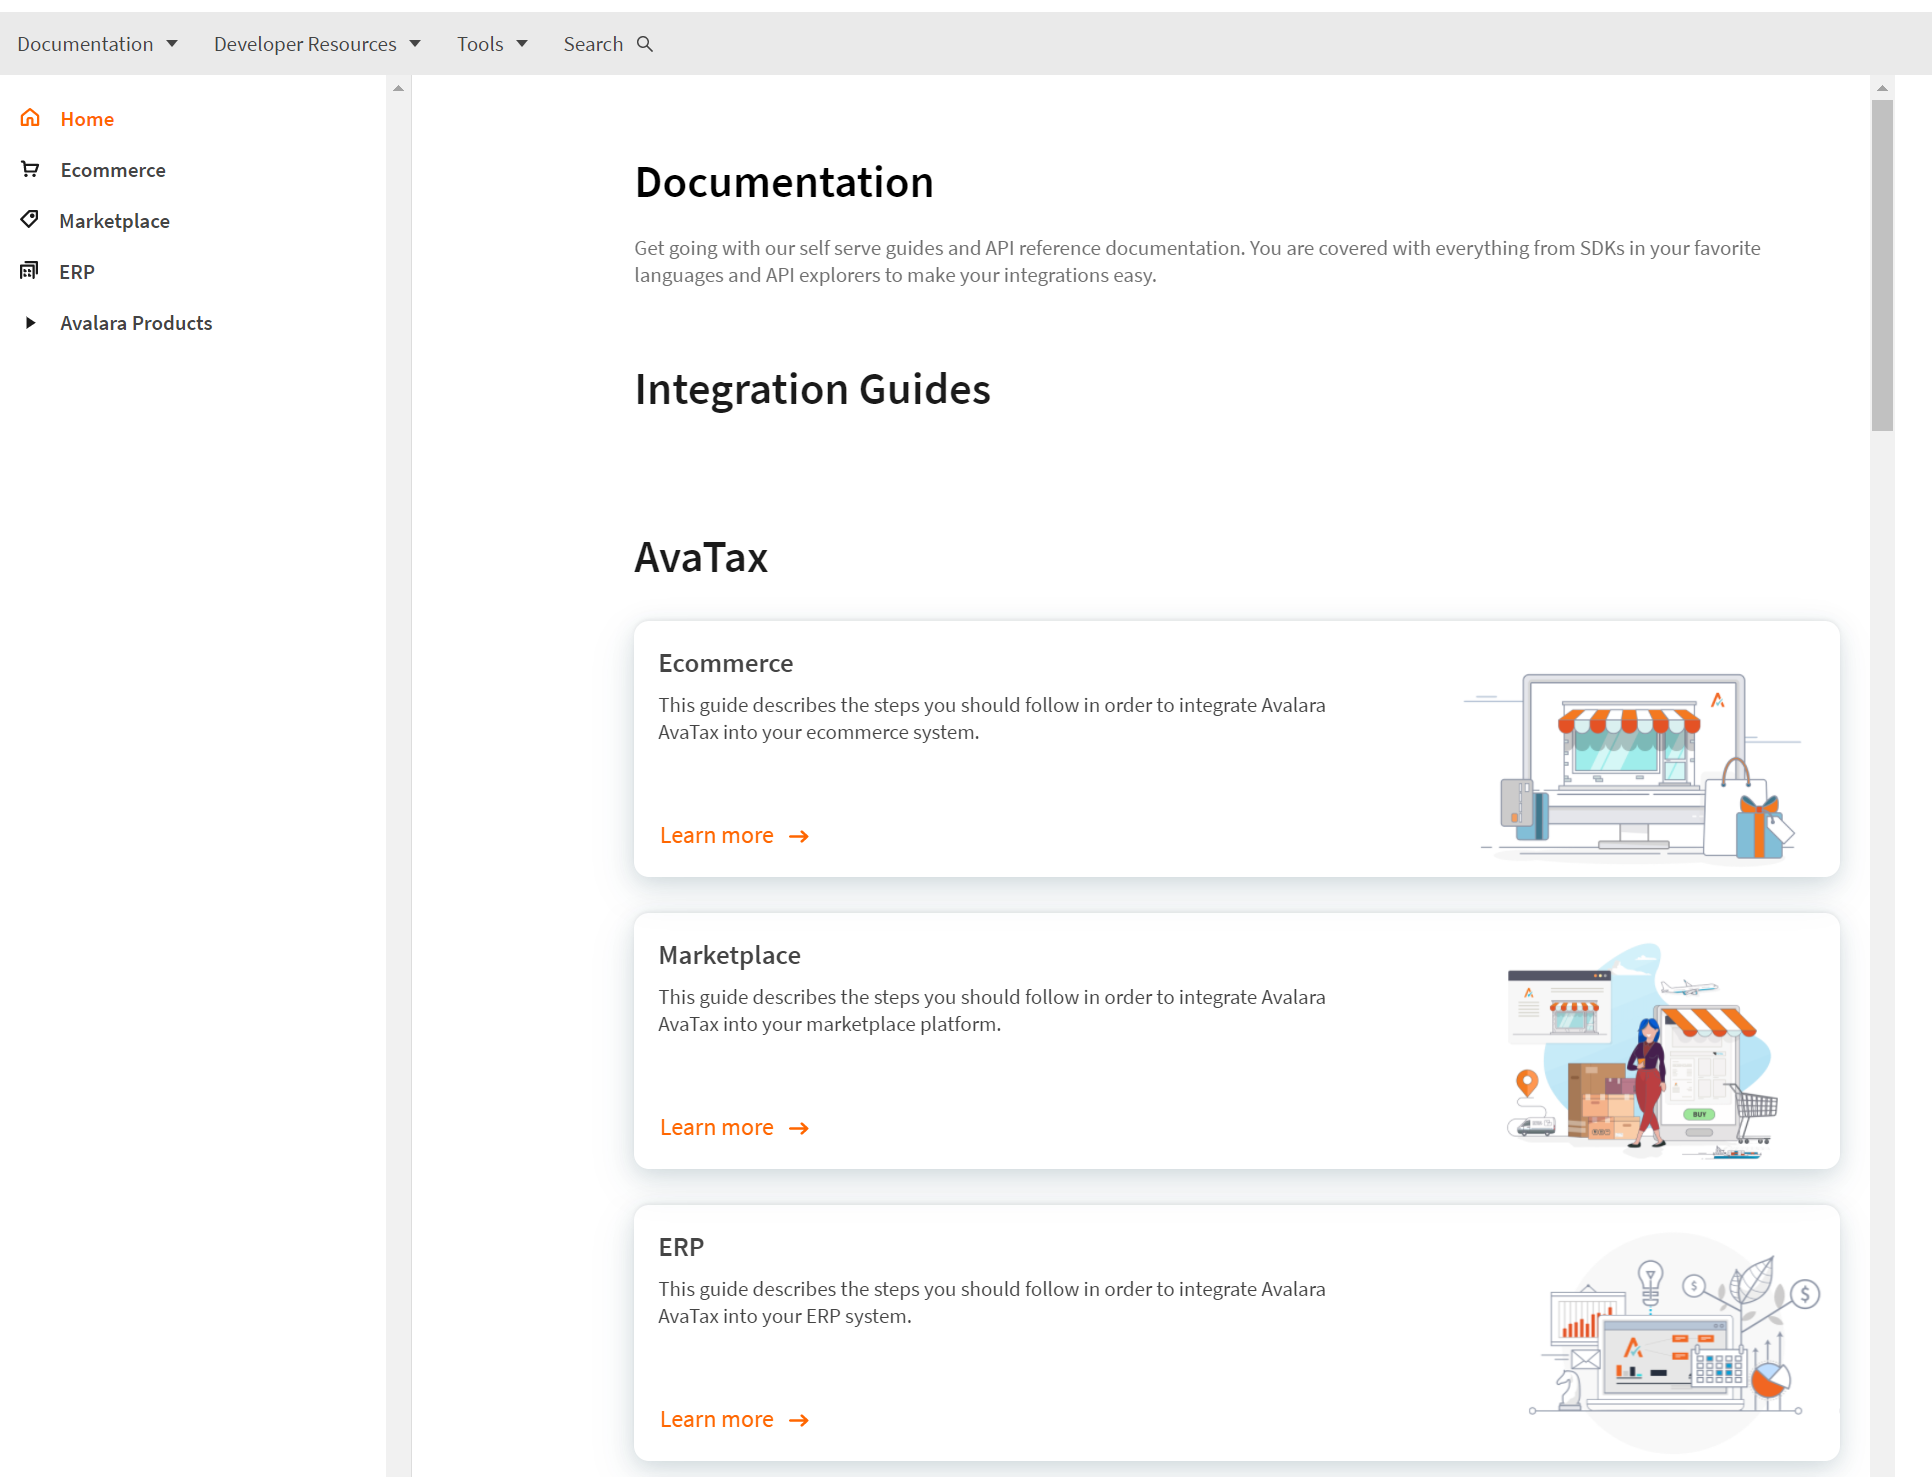 Documentation Developer Resources Tools Search
Home
Ecommerce
Marketplace
ERP
Avalara Products
Documentation
Get going with our self serve guides and API reference documentation. You are covered with everything from SDKs in your favorite
languages and API explorers to make your integrations easy.
Integration Guides
AvaTax
Ecommerce
This guide describes the steps you should follow in order to integrate Avalara
AvaTax into your ecommerce system.
Learn more
Marketplace
This guide describes the steps you should follow in order to integrate Avalara
AvaTax into your marketplace platform.
BUY
Learn more
ERP
This guide describes the steps you should follow in order to integrate Avalara
AvaTax into your ERP system.
$
$
Learn more